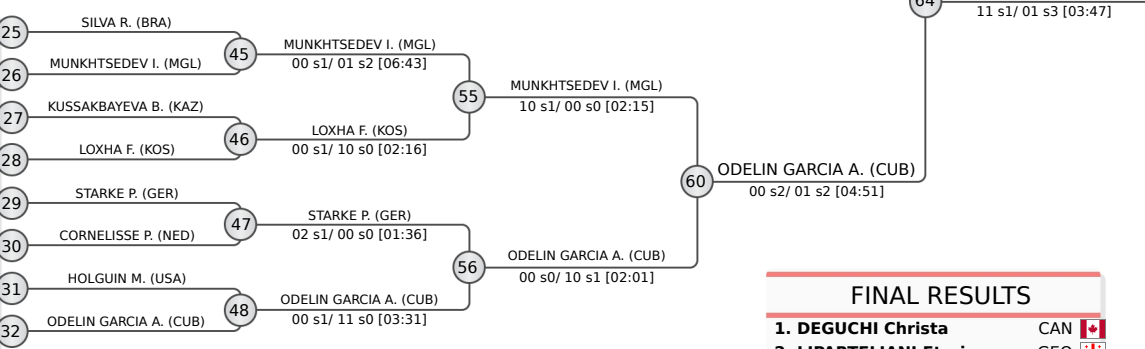 64
11 s1/ 01 s3 [03:47]
25
SILVA R. (BRA)
45
MUNKHTSEDEV I. (MGL)
00 s1/ 01 s2 [06:43]
26
MUNKHTSEDEV I. (MGL)
55
MUNKHTSEDEV I. (MGL)
10 s1/ 00 s0 [02:15]
27
KUSSAKBAYEVA B. (KAZ)
46
LOXHA F. (KOS)
00 s1/ 10 s0 [02:16]
28
LOXHA F. (KOS)
60
ODELIN GARCIA A. (CUB)
00 s2/ 01 s2 [04:51]
29
STARKE P. (GER)
47
STARKE P. (GER)
02 s1/ 00 s0 [01:36]
30
CORNELISSE P. (NED)
56
ODELIN GARCIA A. (CUB)
00 s0/ 10 s1 [02:01]
31
HOLGUIN M. (USA)
48
ODELIN GARCIA A. (CUB)
00 s1/ 11 s0 [03:31]
32
ODELIN GARCIA A. (CUB)
FINAL RESULTS
1. DEGUCHI Christa CAN